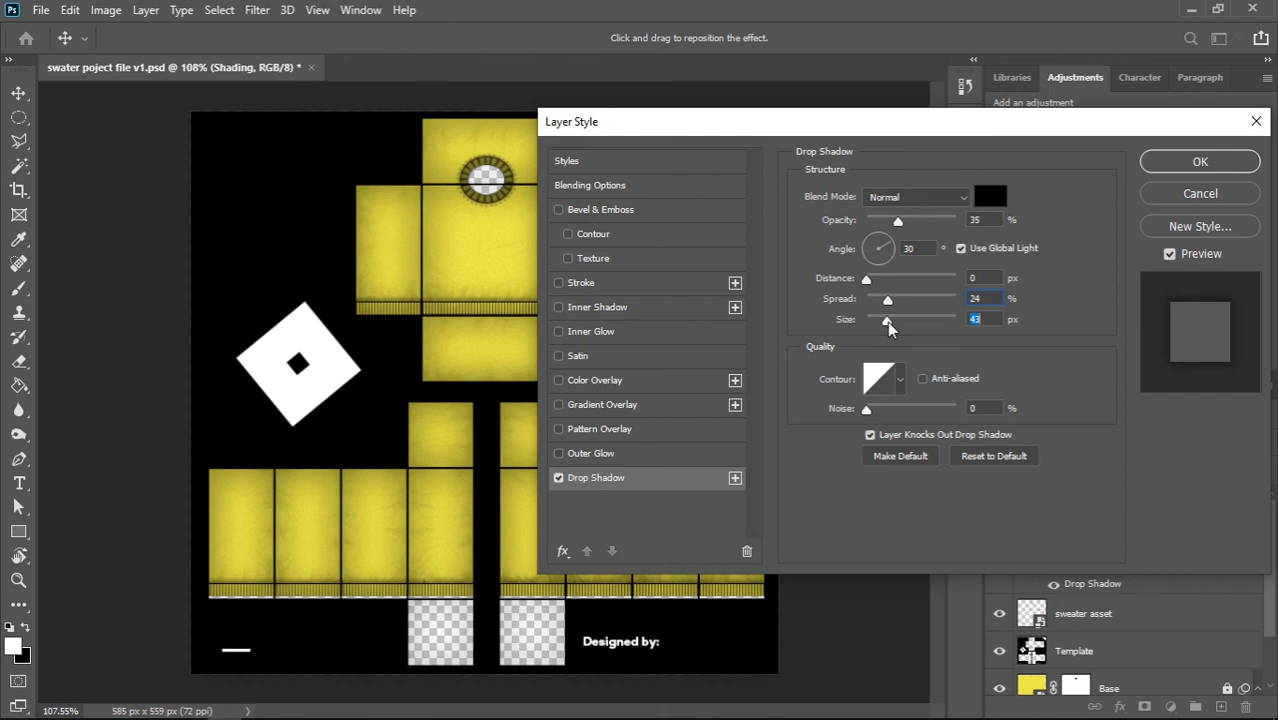 Ps File Edit Image Layer Type Select Filter 3D View Window Help
Click and drag to reposition the effect.
swater poject file v1.psd @ 108% (Shading, RGB/8) *
Libraries Adjustments Character Paragraph
Add an adjustment
Layer Style
Styles
Blending Options
Bevel & Emboss
Contour
Texture
Stroke
Inner Shadow
Inner Glow
Satin
Color Overlay
Gradient Overlay
Pattern Overlay
Outer Glow
Drop Shadow
fx
Drop Shadow
Structure
Blend Mode: Normal
Opacity: 35 %
Angle: 30 ° Use Global Light
Distance: 0 px
Spread: 24 %
Size: 43 px
Quality
Contour: Anti-aliased
Noise: 0 %
Layer Knocks Out Drop Shadow
Make Default Reset to Default
OK
Cancel
New Style...
Preview
Designed by:
Drop Shadow
sweater asset
Template
Base
fx
107.55% 585 px x 559 px (72 ppi)